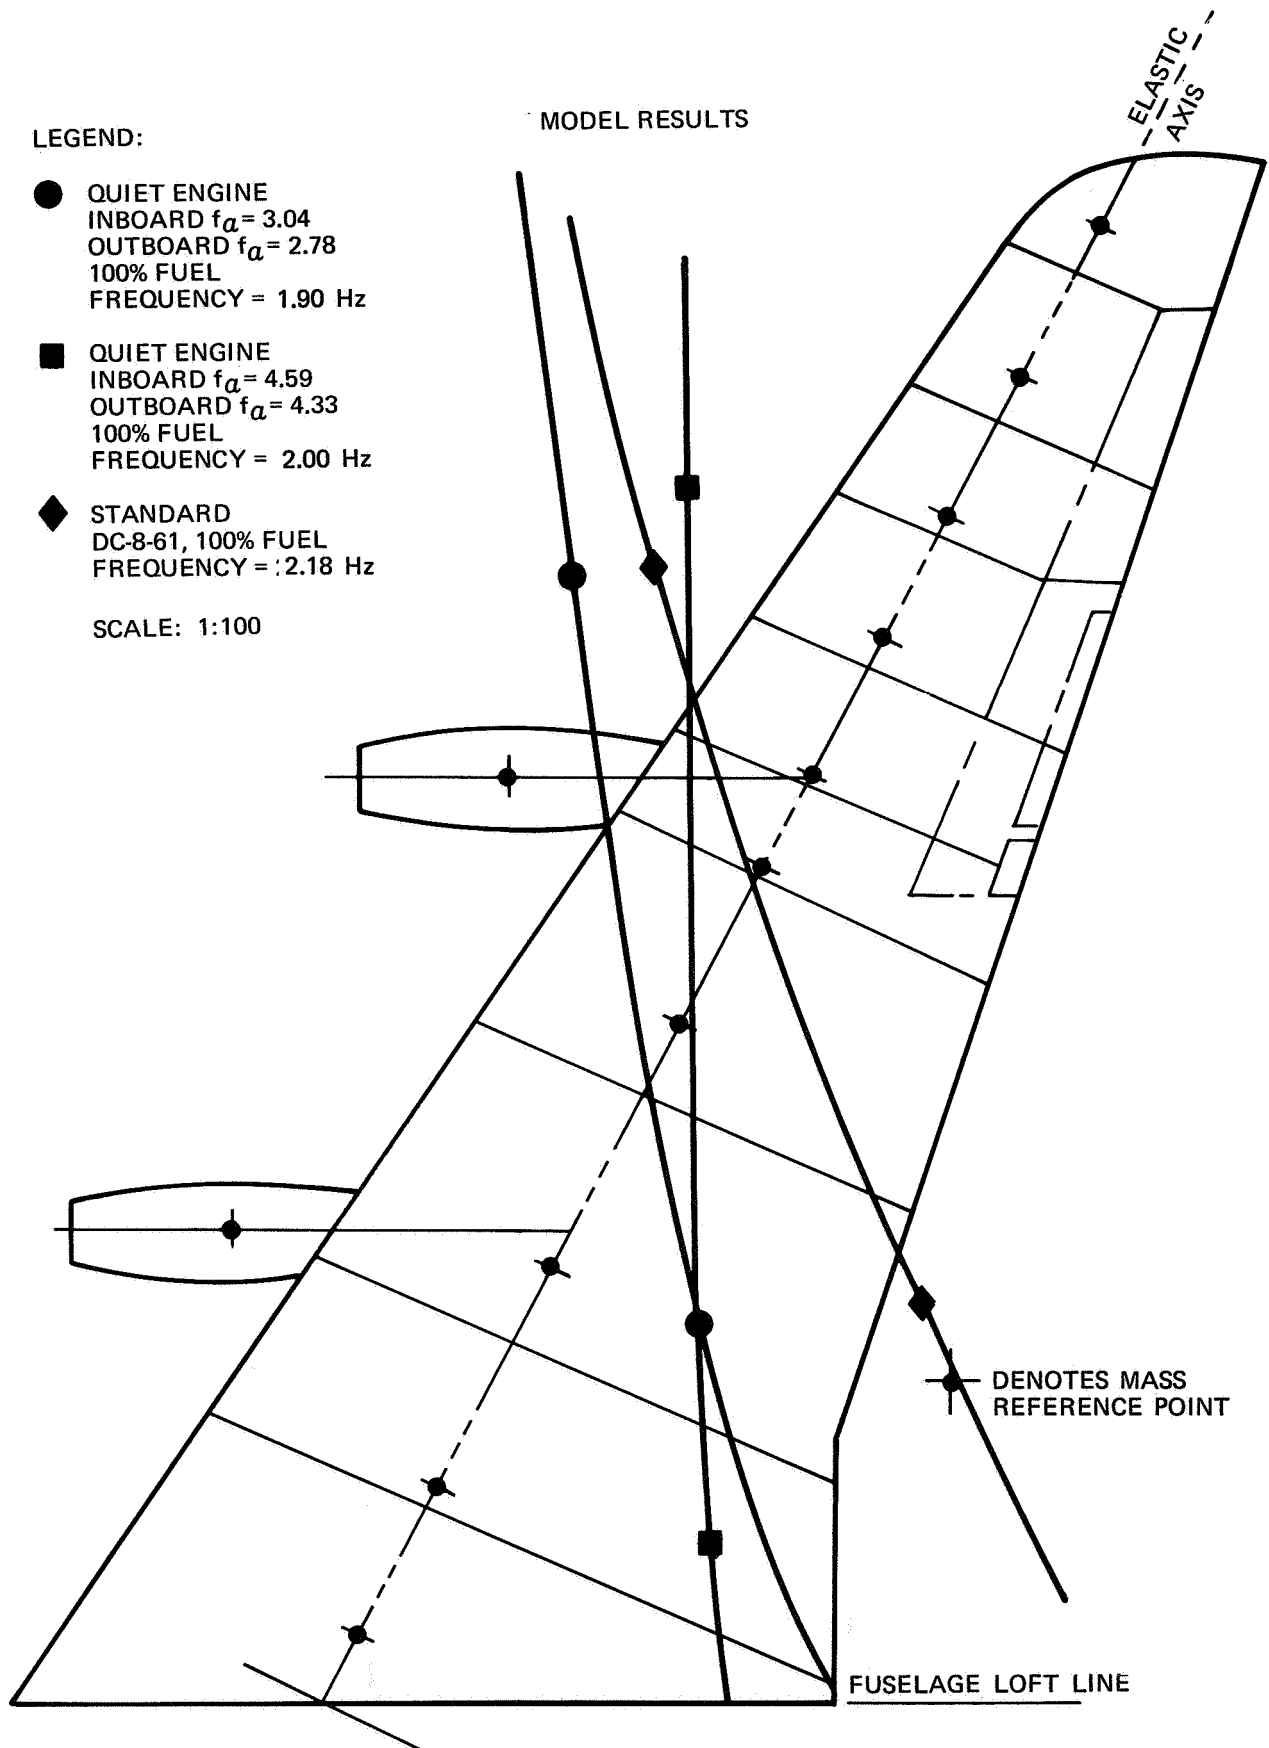 MODEL RESULTS
ELASTIC
AXIS
LEGEND:
QUIET ENGINE
INBOARD fa = 3.04
OUTBOARD fa = 2.78
100% FUEL
FREQUENCY = 1.90 Hz
QUIET ENGINE
INBOARD fa = 4.59
OUTBOARD fa = 4.33
100% FUEL
FREQUENCY = 2.00 Hz
STANDARD
DC-8-61, 100% FUEL
FREQUENCY = 2.18 Hz
SCALE: 1:100
DENOTES MASS
REFERENCE POINT
FUSELAGE LOFT LINE